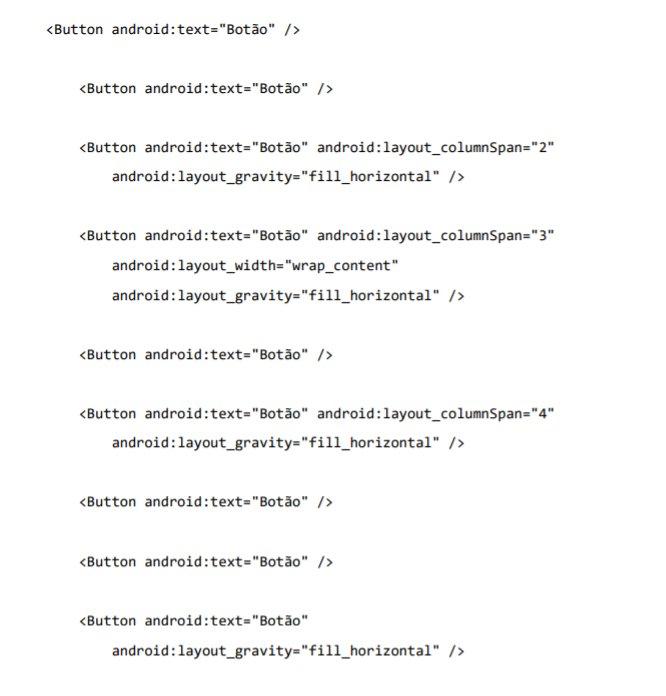 <Button android:text="Botão" />
<Button android:text="Botão" />
<Button android:text="Botão" android:layout_columnSpan="2"
android:layout_gravity="fill_horizontal" />
<Button android:text="Botão" android:layout_columnSpan="3"
android:layout_width="wrap_content"
android:layout_gravity="fill_horizontal" />
<Button android:text="Botão" />
<Button android:text="Botão" android:layout_columnSpan="4"
android:layout_gravity="fill_horizontal" />
<Button android:text="Botão" />
<Button android:text="Botão" />
<Button android:text="Botão"
android:layout_gravity="fill_horizontal" />